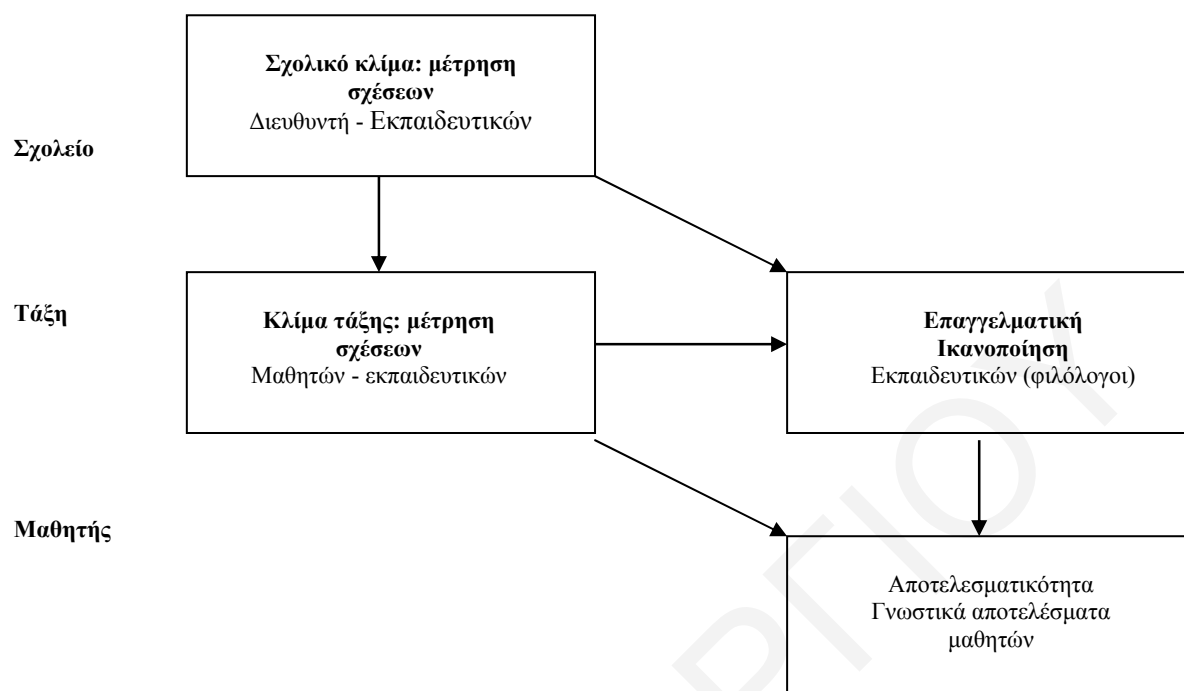 Σχολικό κλίμα: μέτρηση
σχέσεων
Διευθυντή - Εκπαιδευτικών
Σχολείο
Τάξη
Κλίμα τάξης: μέτρηση
σχέσεων
Μαθητών - εκπαιδευτικών
Επαγγελματική
Ικανοποίηση
Εκπαιδευτικών (φιλόλογοι)
Μαθητής
Αποτελεσματικότητα
Γνωστικά αποτελέσματα
μαθητών
ΡΓΙΟΥ